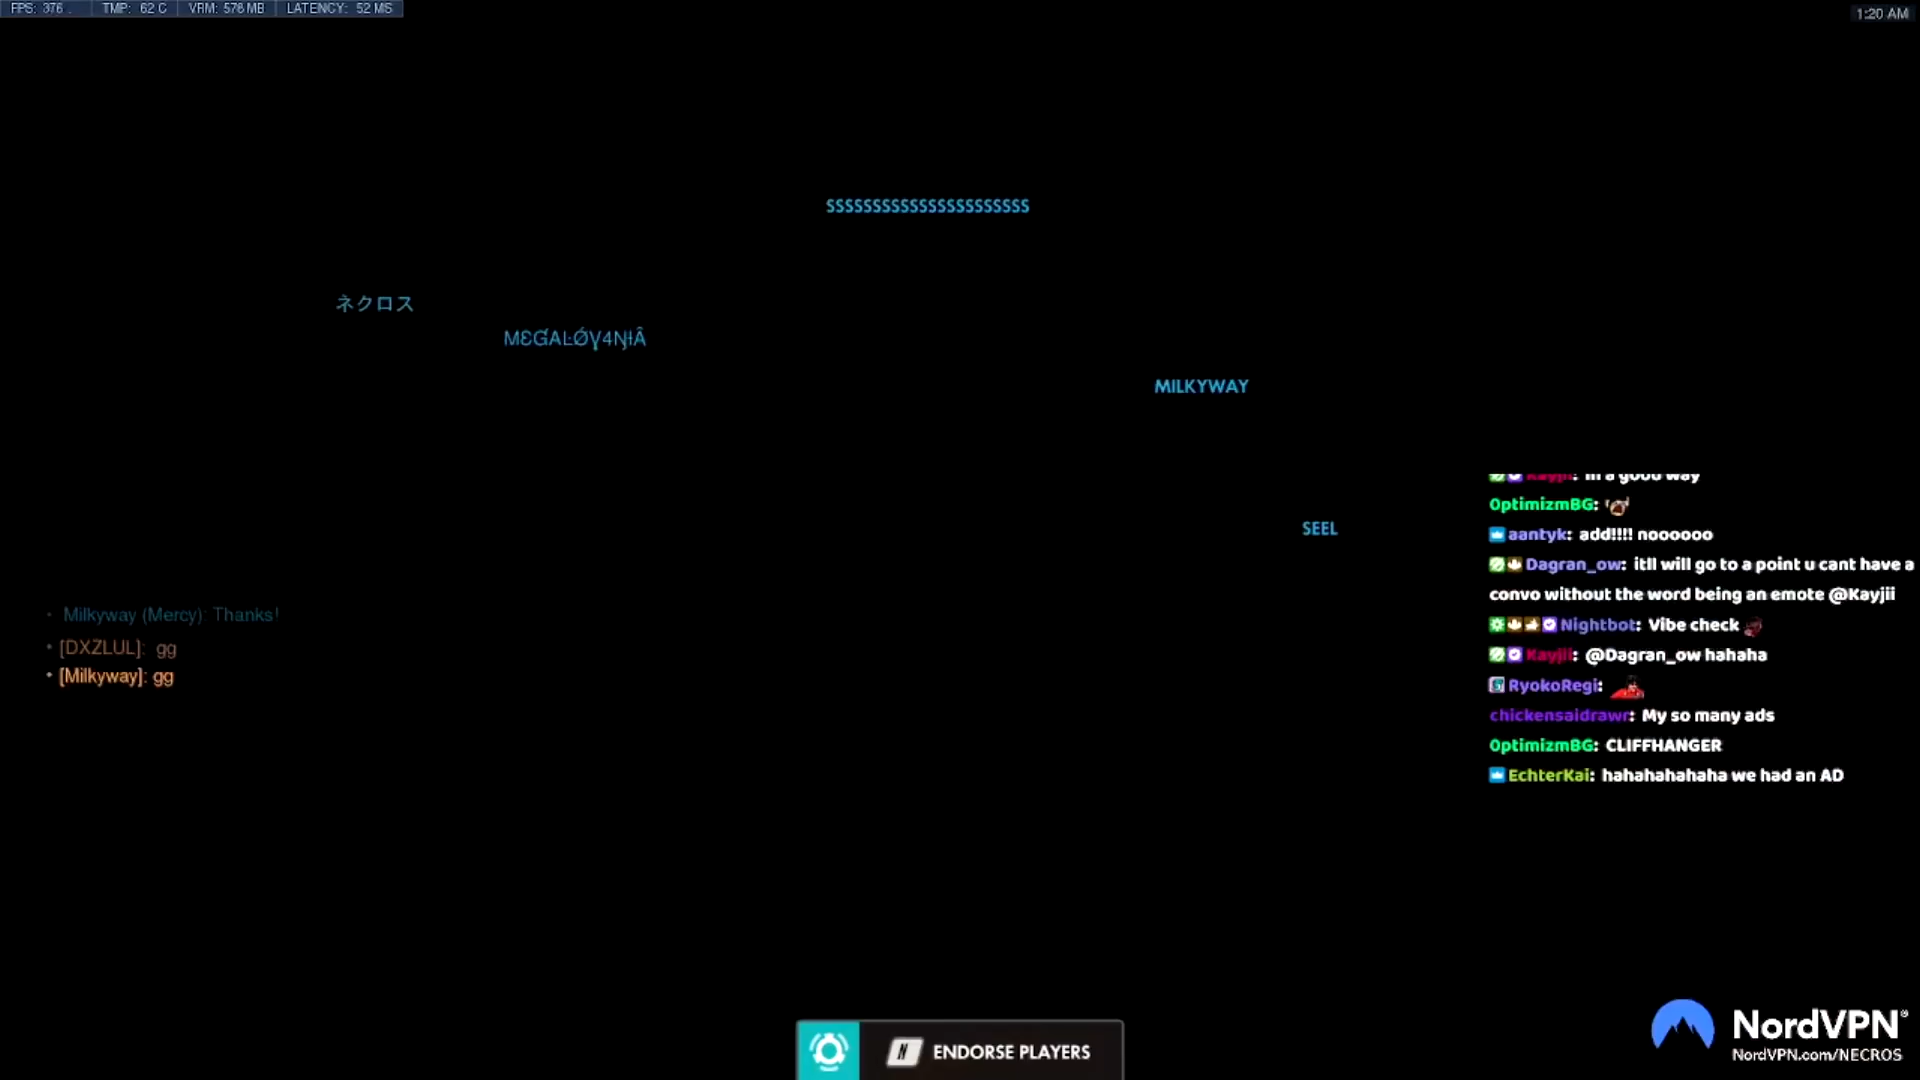 FPS: 376
TMP: 62 C
VRM: 576 MB
LATENCY: 52 MS
1:20 AM
SSSSSSSSSSSSSSSSSSSSSS
ネクロス
MƐƓALØṾ4ŊƗÂ
MILKYWAY
SEEL
Milkyway (Mercy): Thanks!
[DXZLUL]: gg
[Milkyway]: gg
Kayjii: in a good way
OptimizmBG:
aantyk: add!!!! noooooo
Dagran_ow: itll will go to a point u cant have a
convo without the word being an emote @Kayjii
Nightbot: Vibe check
Kayjii: @Dagran_ow hahaha
RyokoRegi:
chickensaidrawr: My so many ads
OptimizmBG: CLIFFHANGER
EchterKai: hahahahahaha we had an AD
N ENDORSE PLAYERS
NordVPN®
NordVPN.com/NECROS